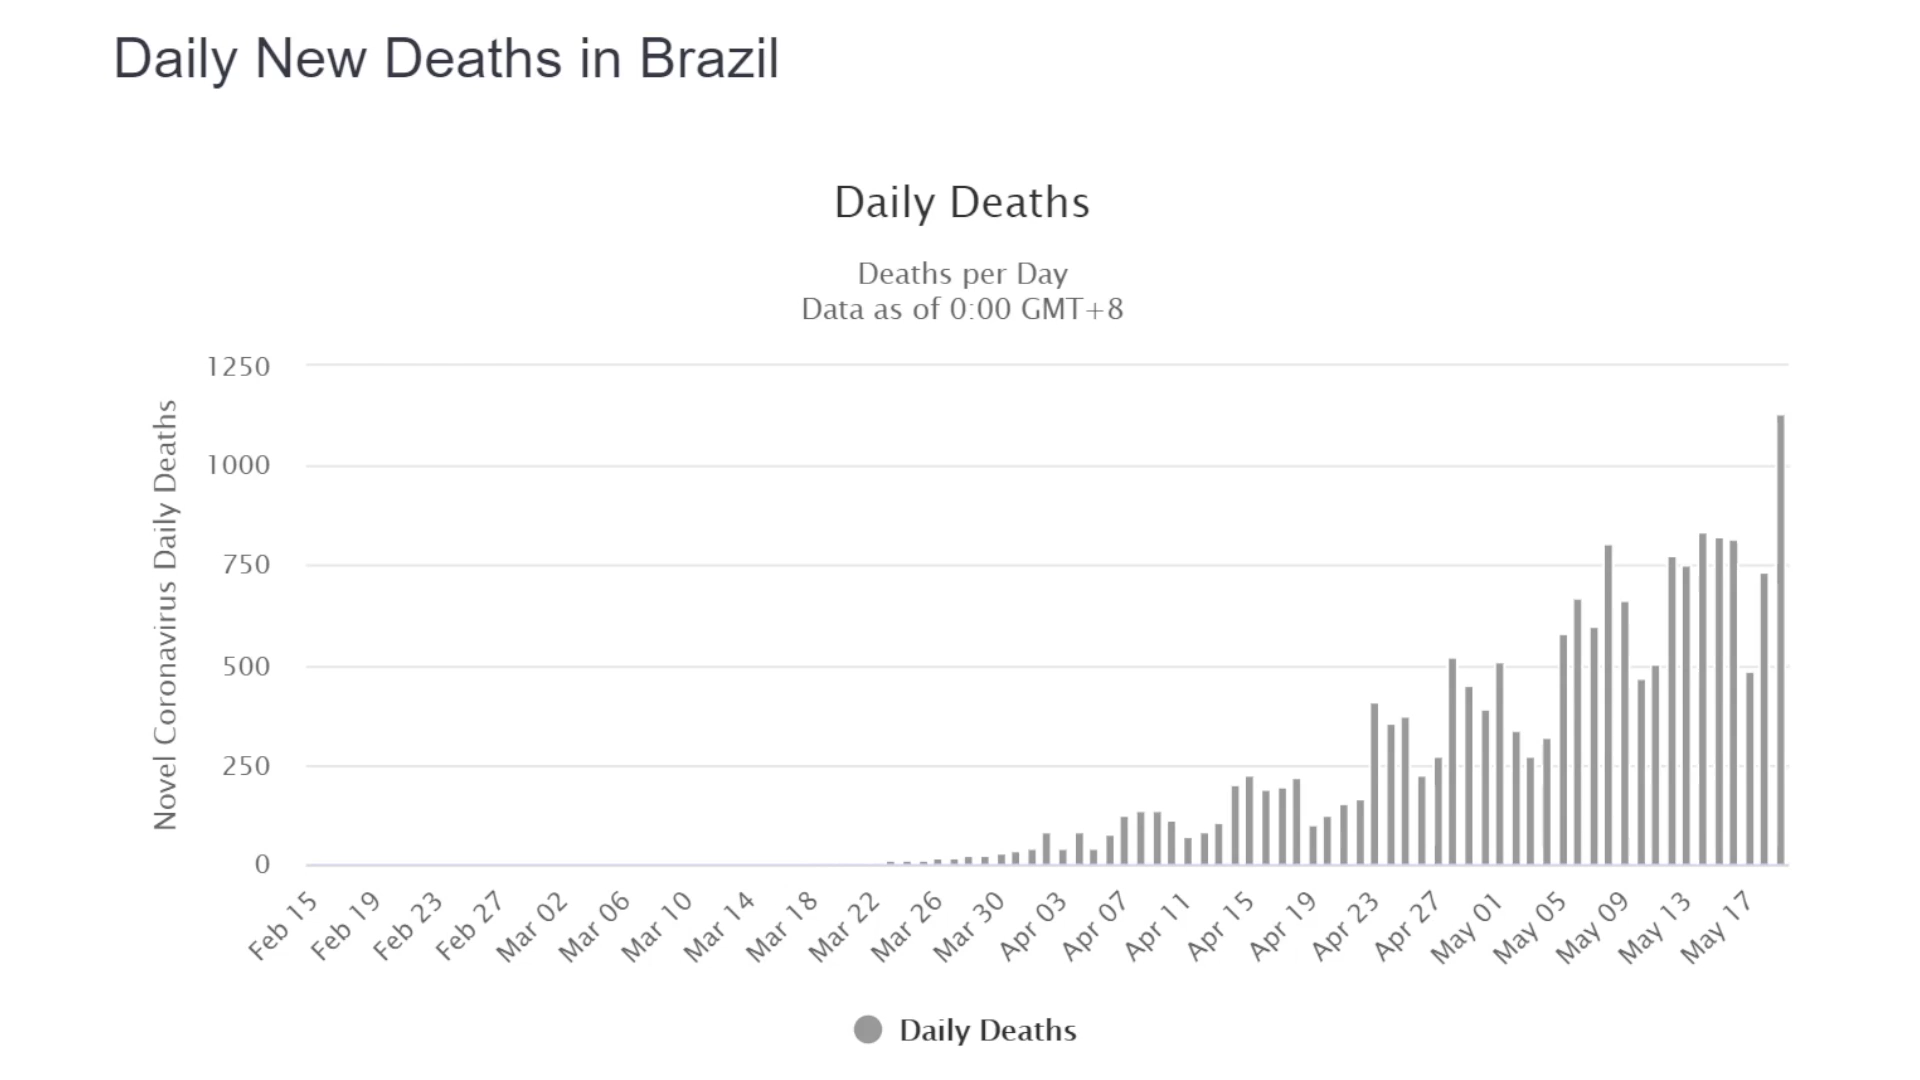 Daily New Deaths in Brazil
Daily Deaths
Deaths per Day
Data as of 0:00 GMT+8
Novel Coronavirus Daily Deaths
1250
1000
750
500
250
0
Feb 15
Feb 19
Feb 23
Feb 27
Mar 02
Mar 06
Mar 10
Mar 14
Mar 18
Mar 22
Mar 26
Mar 30
Apr 03
Apr 07
Apr 11
Apr 15
Apr 19
Apr 23
Apr 27
May 01
May 05
May 09
May 13
May 17
Daily Deaths